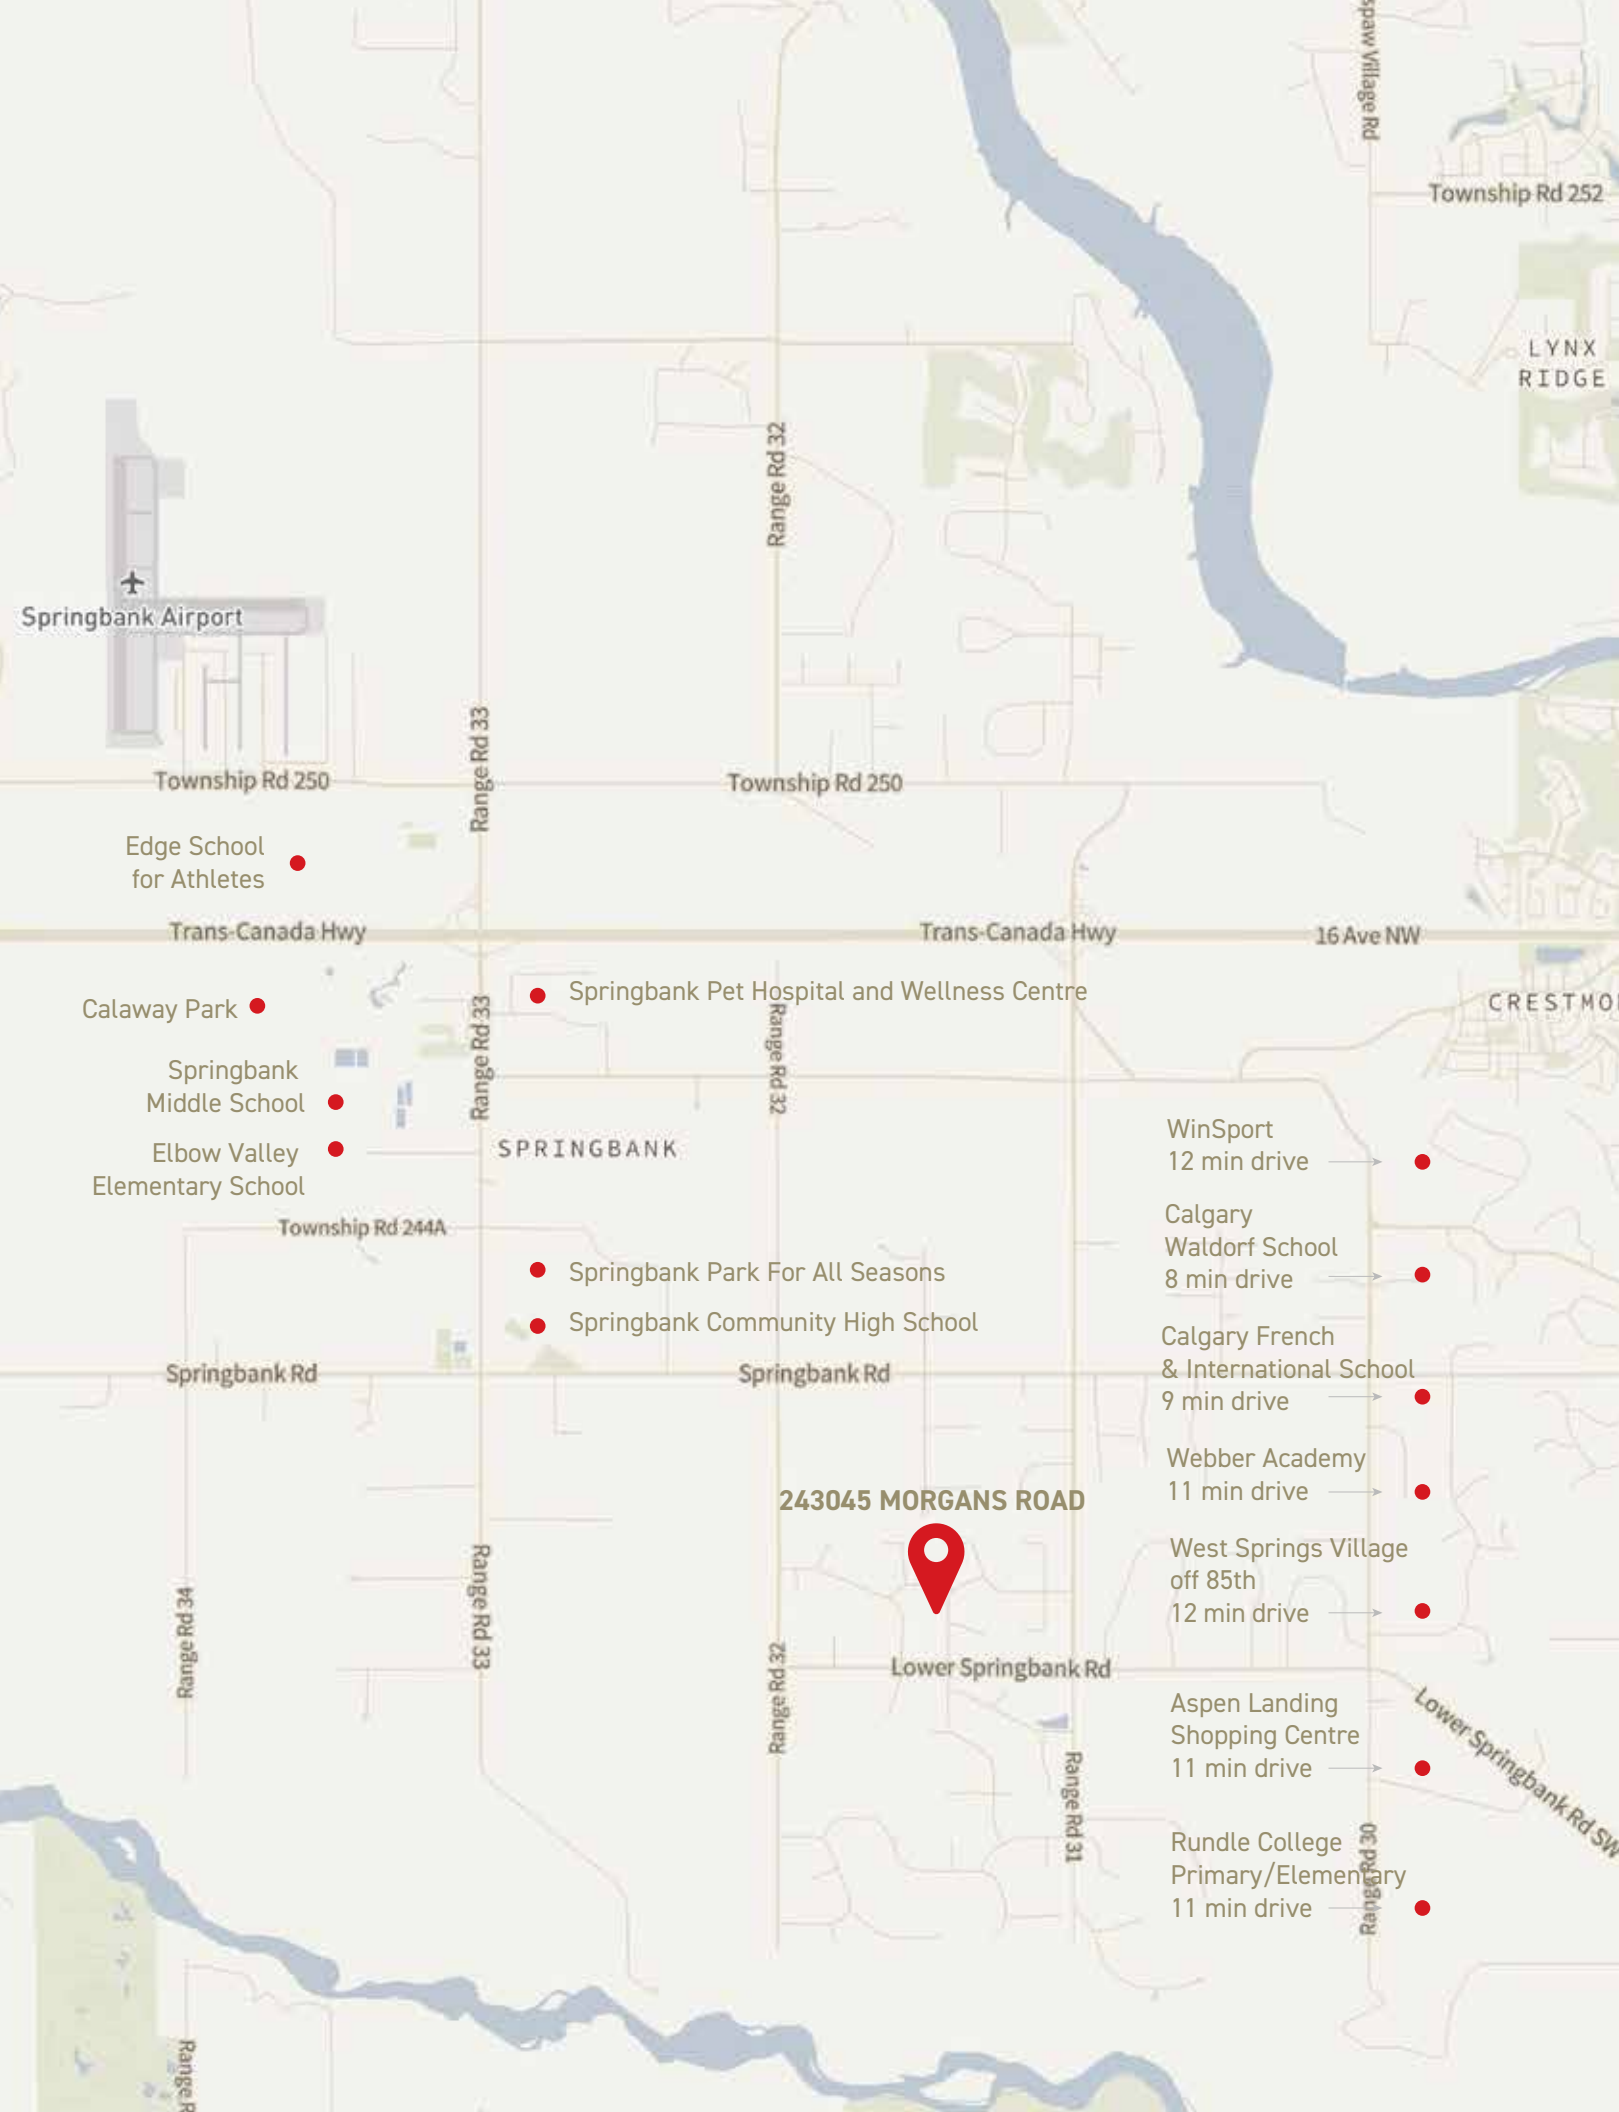 spaw Village Rd
Township Rd 252
LYNX
RIDGE
Range Rd 32
Springbank Airport
Range Rd 33
Township Rd 250
Township Rd 250
Edge School
for Athletes
Trans-Canada Hwy
Trans-Canada Hwy
16 Ave NW
Calaway Park
Springbank Pet Hospital and Wellness Centre
CRESTMO
Range Rd 33
Range Rd 32
Springbank
Middle School
Elbow Valley
Elementary School
SPRINGBANK
WinSport
12 min drive
Township Rd 244A
Calgary
Waldorf School
8 min drive
Springbank Park For All Seasons
Springbank Community High School
Calgary French
& International School
9 min drive
Springbank Rd
Springbank Rd
Webber Academy
11 min drive
243045 MORGANS ROAD
West Springs Village
off 85th
12 min drive
Range Rd 34
Range Rd 33
Range Rd 32
Lower Springbank Rd
Aspen Landing
Shopping Centre
11 min drive
Lower Springbank Rd SW
Range Rd 31
Range Rd 30
Rundle College
Primary/Elementary
11 min drive
Range R